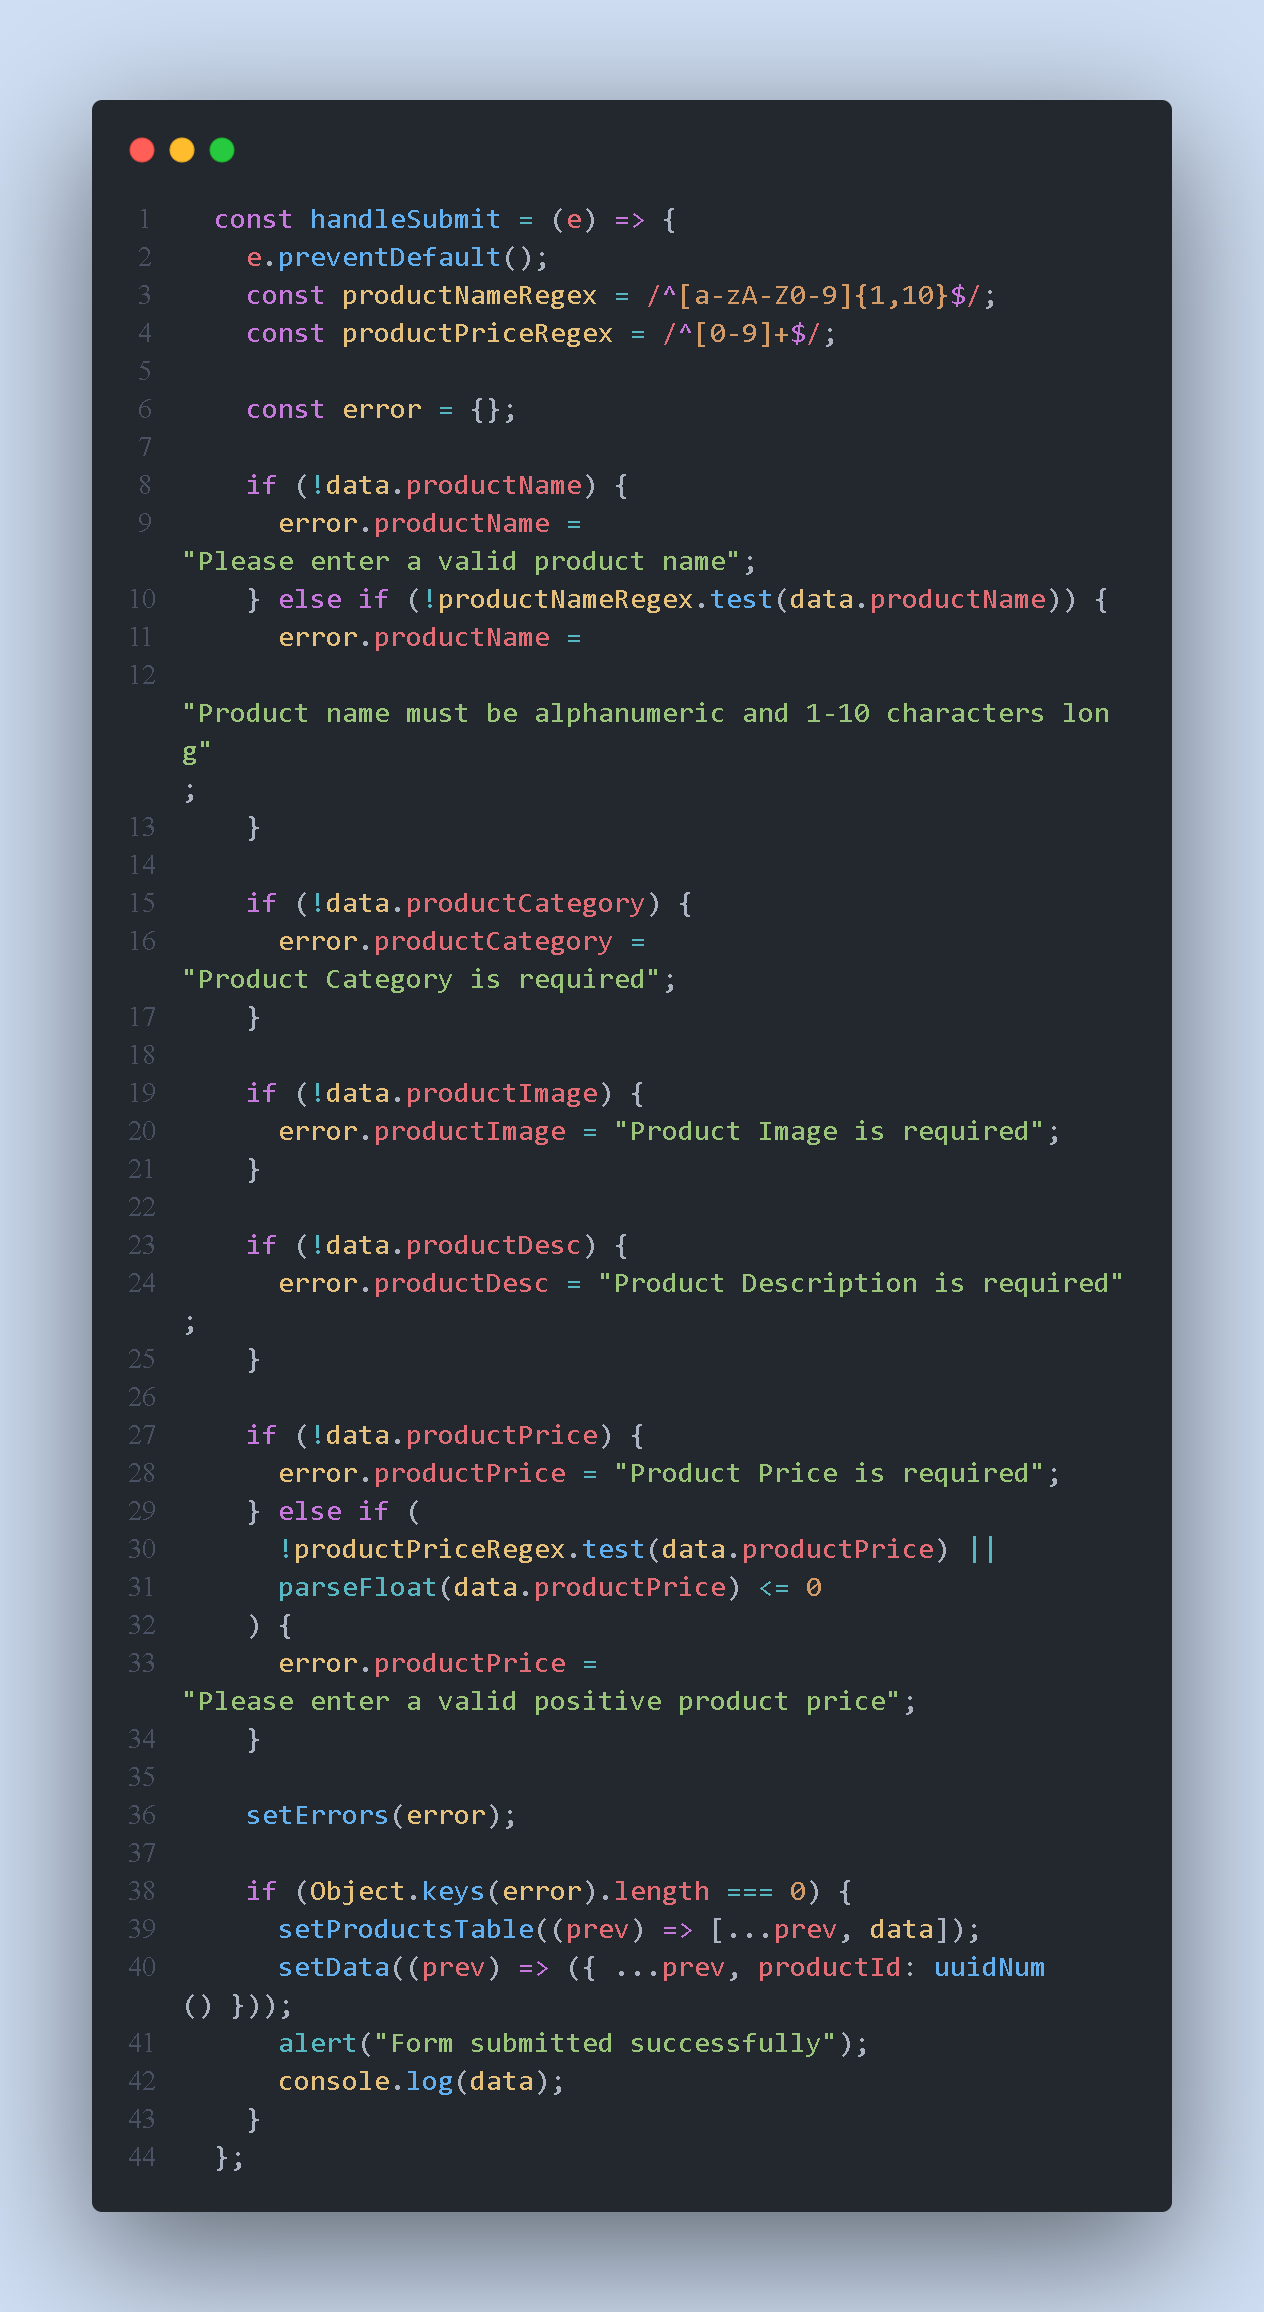 1 const handleSubmit = (e) => {
2 e.preventDefault();
3 const productNameRegex = /^[a-zA-Z0-9]{1,10}$/;
4 const productPriceRegex = /^[0-9]+$/;
5
6 const error = {};
7
8 if (!data.productName) {
9 error.productName =
"Please enter a valid product name";
10 } else if (!productNameRegex.test(data.productName)) {
11 error.productName =
12
"Product name must be alphanumeric and 1-10 characters lon
g"
;
13 }
14
15 if (!data.productCategory) {
16 error.productCategory =
"Product Category is required";
17 }
18
19 if (!data.productImage) {
20 error.productImage = "Product Image is required";
21 }
22
23 if (!data.productDesc) {
24 error.productDesc = "Product Description is required"
;
25 }
26
27 if (!data.productPrice) {
28 error.productPrice = "Product Price is required";
29 } else if (
30 !productPriceRegex.test(data.productPrice) ||
31 parseFloat(data.productPrice) <= 0
32 ) {
33 error.productPrice =
"Please enter a valid positive product price";
34 }
35
36 setErrors(error);
37
38 if (Object.keys(error).length === 0) {
39 setProductsTable((prev) => [...prev, data]);
40 setData((prev) => ({ ...prev, productId: uuidNum
() }));
41 alert("Form submitted successfully");
42 console.log(data);
43 }
44 };